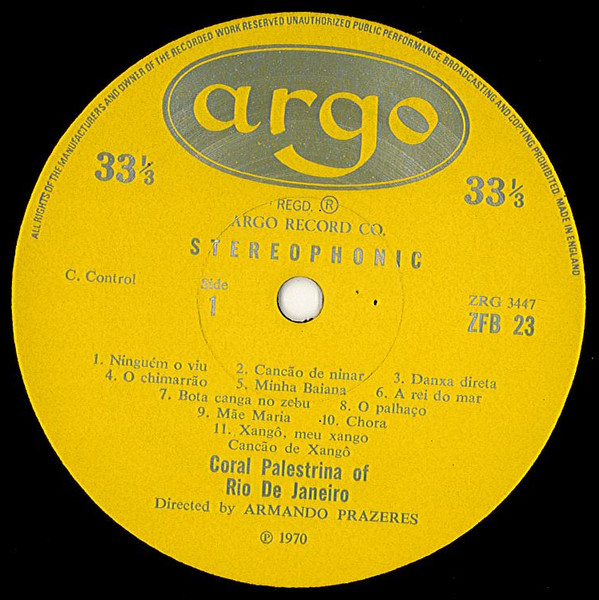 ALL RIGHTS OF THE MANUFACTURERS AND OWNER OF THE RECORDED WORK RESERVED UNAUTHORIZED PUBLIC PERFORMANCE, BROADCASTING AND COPYING PROHIBITED. MADE IN ENGLAND
argo
33⅓
33⅓
REGD. ®
ARGO RECORD CO.
STEREOPHONIC
C. Control
Side
1
ZRG 3447
ZFB 23
1. Ninguém o viu 2. Cancão de ninar 3. Danxa direta
4. O chimarrão 5. Minha Baiana 6. A rei do mar
7. Bota canga no zebu 8. O palhaço
9. Mãe Maria 10. Chora
11. Xangô, meu xango
Cancão de Xangô
Coral Palestrina of
Rio De Janeiro
Directed by ARMANDO PRAZERES
℗ 1970